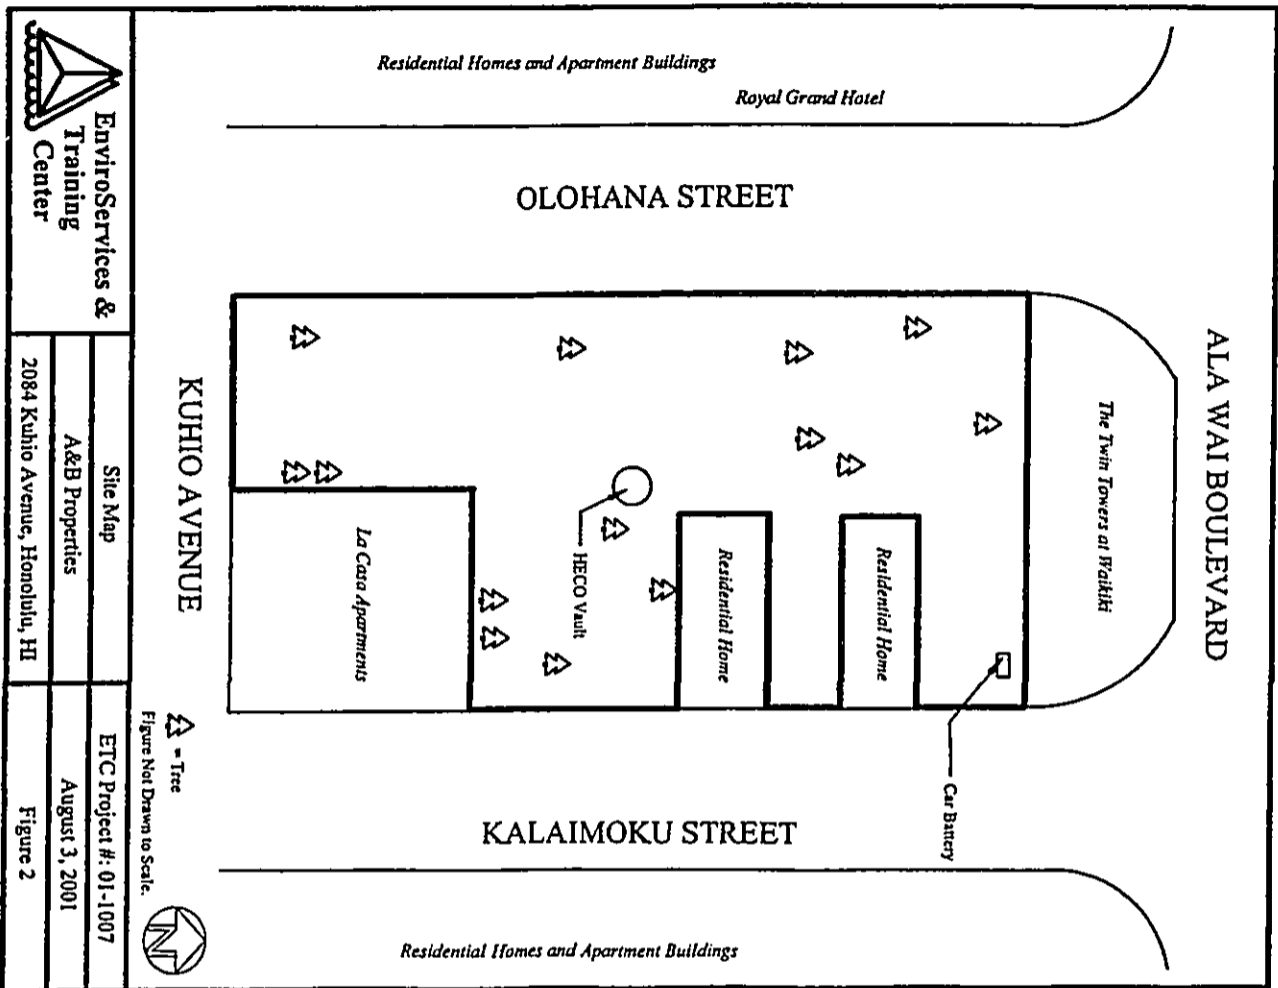 Residential Homes and Apartment Buildings
Royal Grand Hotel
OLOHANA STREET
ALA WAI BOULEVARD
The Twin Towers at Waikiki
Residential Home
Residential Home
HECO Vault
La Casa Apartments
KUHIO AVENUE
Car Battery
KALAIMOKU STREET
Residential Homes and Apartment Buildings
= Tree
Figure Not Drawn to Scale.
N
EnviroServices &
Training
Center
Site Map
A&B Properties
2084 Kuhio Avenue, Honolulu, HI
ETC Project #: 01-1007
August 3, 2001
Figure 2